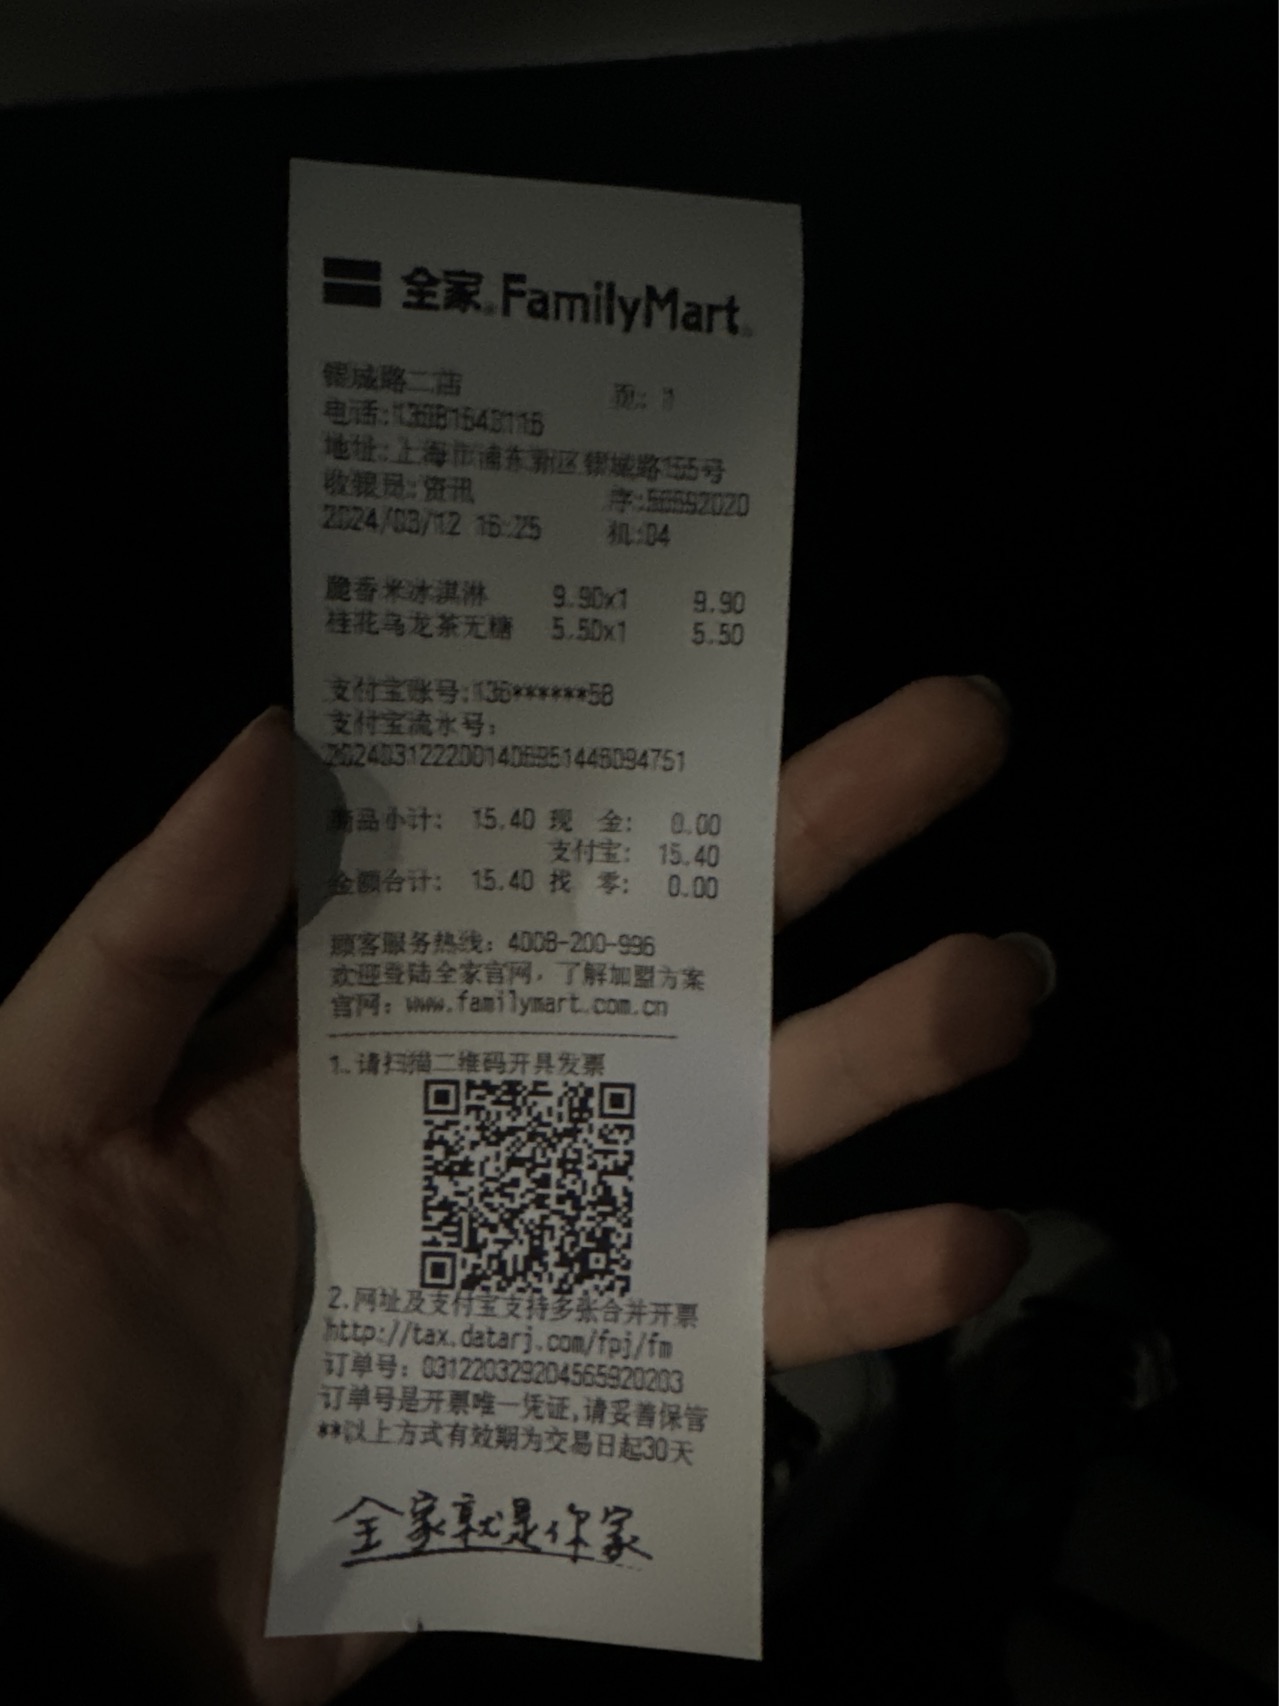 全家 FamilyMart
银城路二店 页: 1
电话:13681643116
地址:上海市浦东新区银城路155号
收银员:资讯 序:56592020
2024/03/12 16:25 机:04
脆香米冰淇淋 9.90x1 9.90
桂花乌龙茶无糖 5.50x1 5.50
支付宝账号:136******58
支付宝流水号:
商品小计: 15.40 现 金: 0.00
支付宝: 15.40
金额合计: 15.40 找 零: 0.00
顾客服务热线: 4008-200-996
欢迎登陆全家官网，了解加盟方案
官网: www.familymart.com.cn
1.请扫描二维码开具发票
2.网址及支付宝支持多张合并开票
http://tax.datarj.com/fpj/fm
订单号: 031220329204565920203
订单号是开票唯一凭证,请妥善保管
**以上方式有效期为交易日起30天
全家就是你家